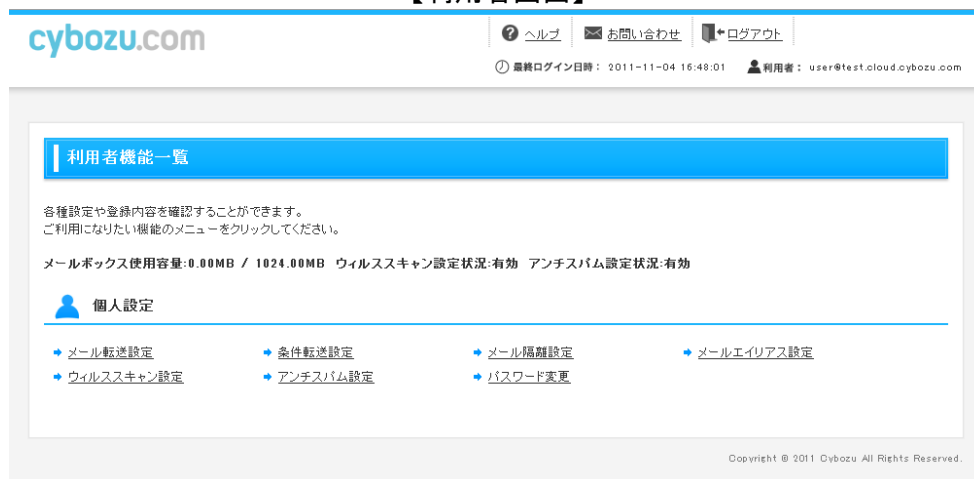 【利用者画面】
cybozu.com
ヘルプ お問い合わせ ログアウト
最終ログイン日時： 2011-11-04 16:48:01 利用者： user@test.cloud.cybozu.com
利用者機能一覧
各種設定や登録内容を確認することができます。
ご利用になりたい機能のメニューをクリックしてください。
メールボックス使用容量:0.00MB / 1024.00MB ウィルススキャン設定状況:有効 アンチスパム設定状況:有効
個人設定
メール転送設定 条件転送設定 メール隔離設定 メールエイリアス設定
ウィルススキャン設定 アンチスパム設定 パスワード変更
Copyright © 2011 Cybozu All Rights Reserved.